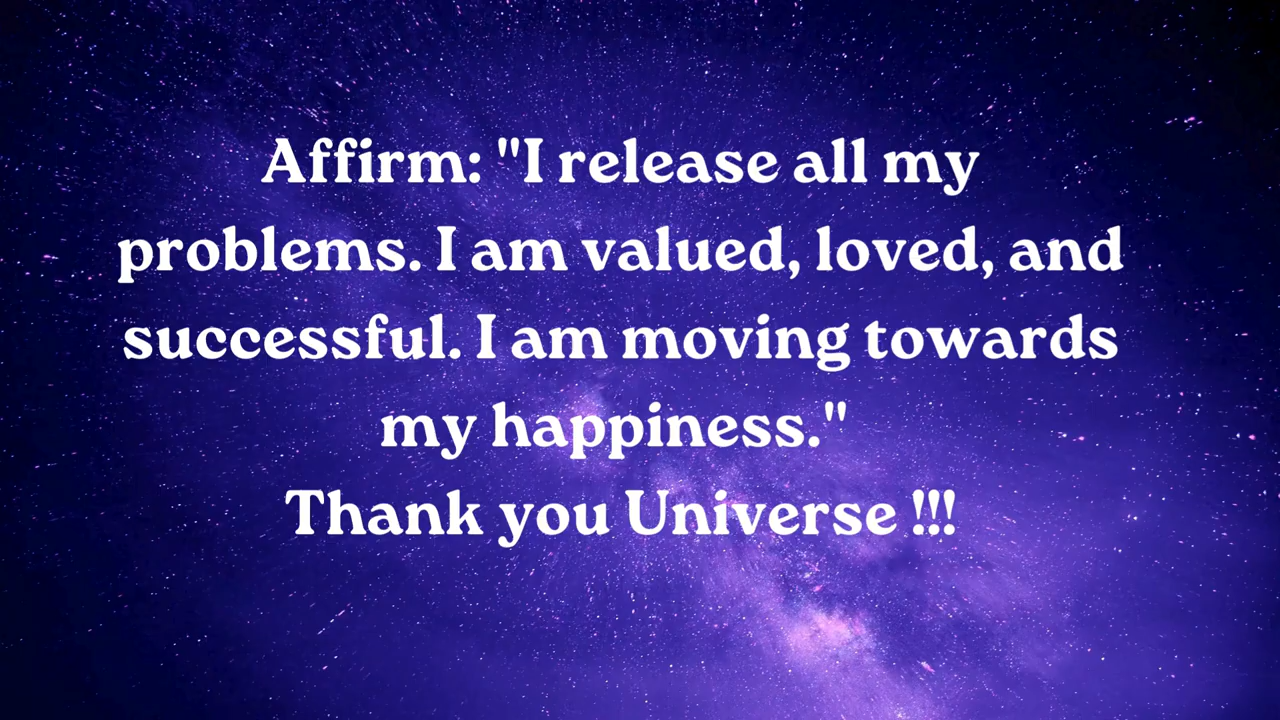 Affirm: "I release all my
problems. I am valued, loved, and
successful. I am moving towards
my happiness."
Thank you Universe !!!